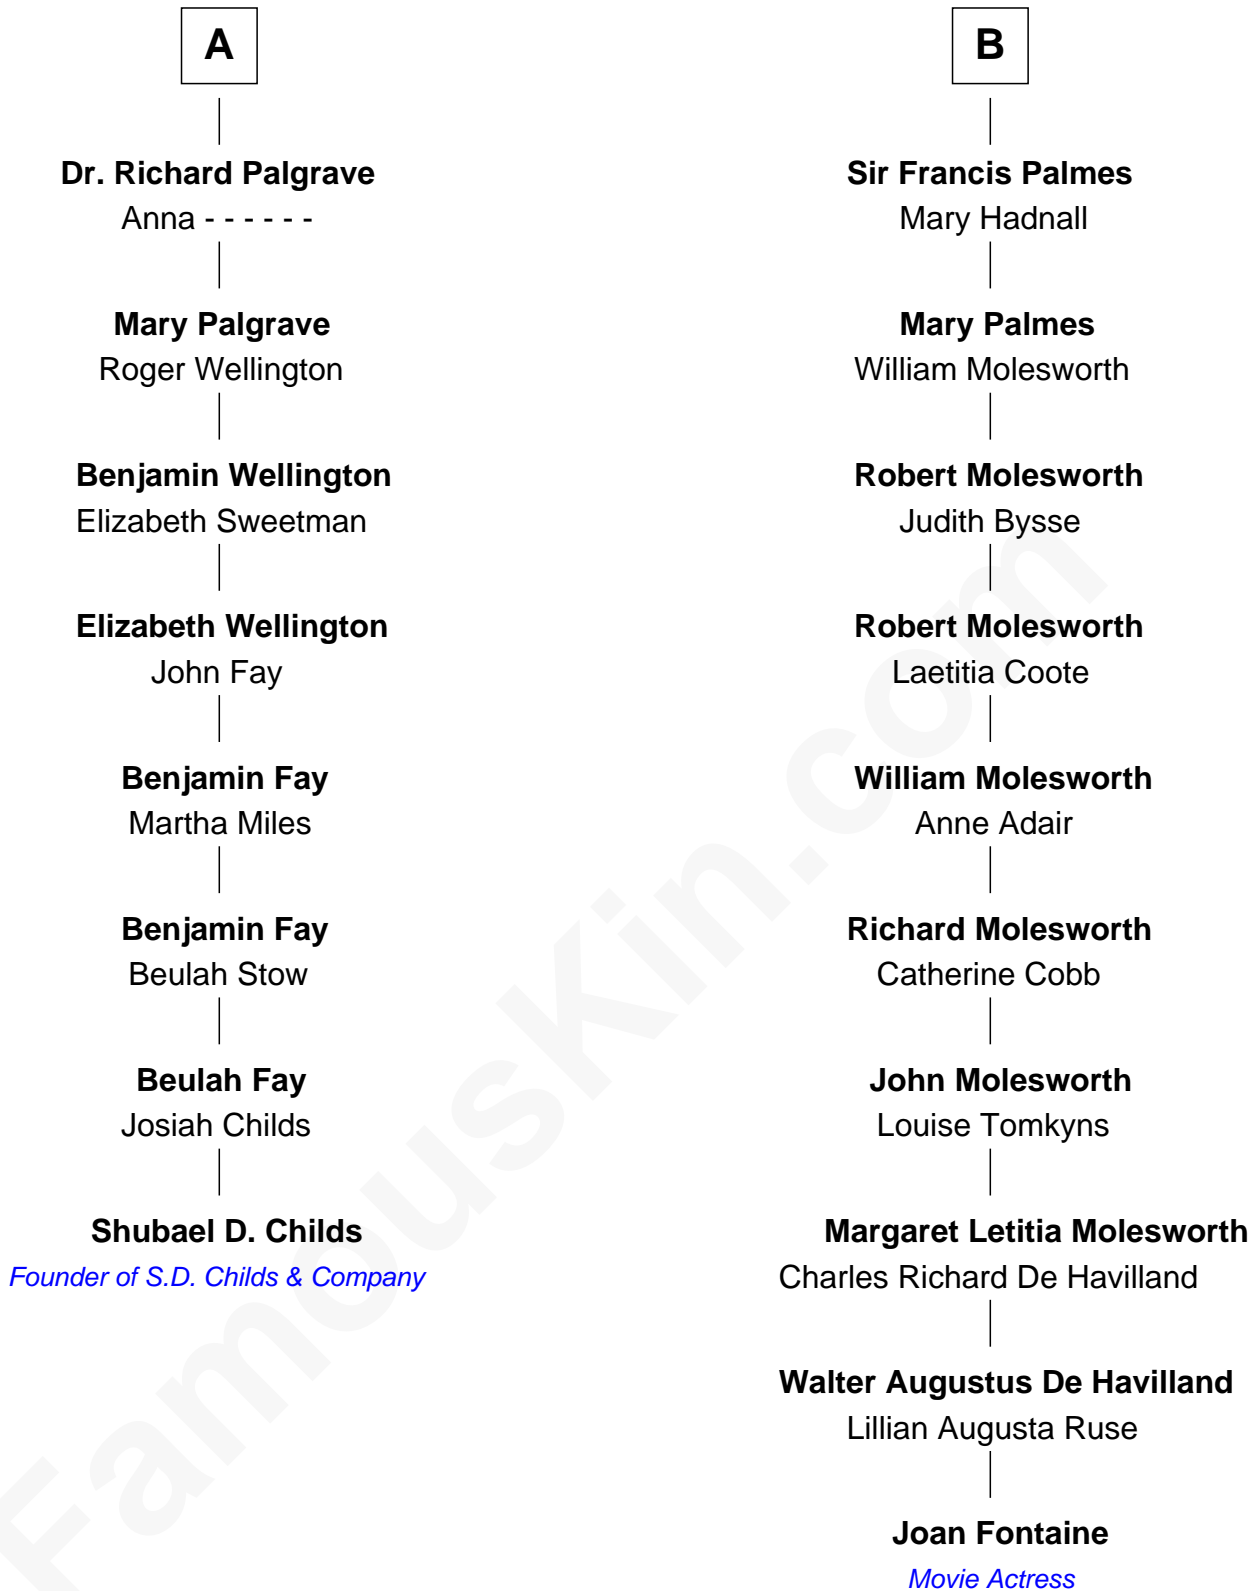 A
Dr. Richard Palgrave
Anna - - - - - -
Mary Palgrave
Roger Wellington
Benjamin Wellington
Elizabeth Sweetman
Elizabeth Wellington
John Fay
Benjamin Fay
Martha Miles
Benjamin Fay
Beulah Stow
Beulah Fay
Josiah Childs
Shubael D. Childs
Founder of S.D. Childs & Company
B
Sir Francis Palmes
Mary Hadnall
Mary Palmes
William Molesworth
Robert Molesworth
Judith Bysse
Robert Molesworth
Laetitia Coote
William Molesworth
Anne Adair
Richard Molesworth
Catherine Cobb
John Molesworth
Louise Tomkyns
Margaret Letitia Molesworth
Charles Richard De Havilland
Walter Augustus De Havilland
Lillian Augusta Ruse
Joan Fontaine
Movie Actress
FamousKin.com